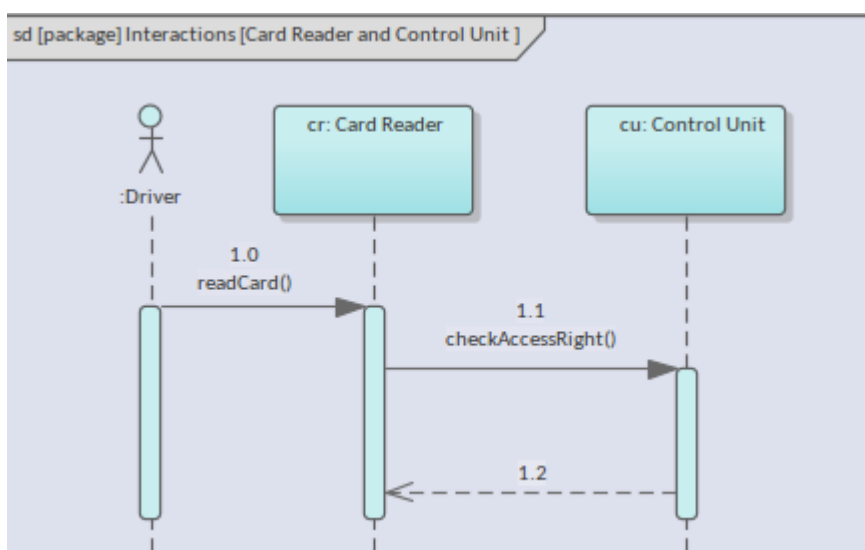 sd [package] Interactions [Card Reader and Control Unit ]
cr: Card Reader
cu: Control Unit
:Driver
1.0
readCard()
1.1
checkAccessRight()
1.2